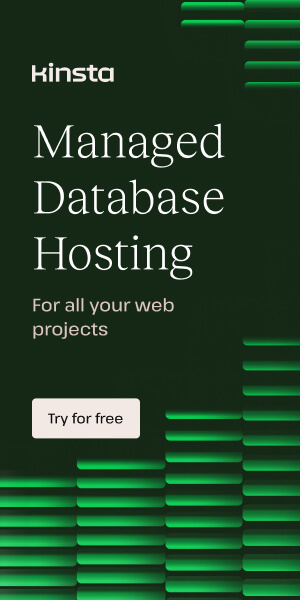 kinsta
Managed
Database
Hosting
For all your web
projects
Try for free